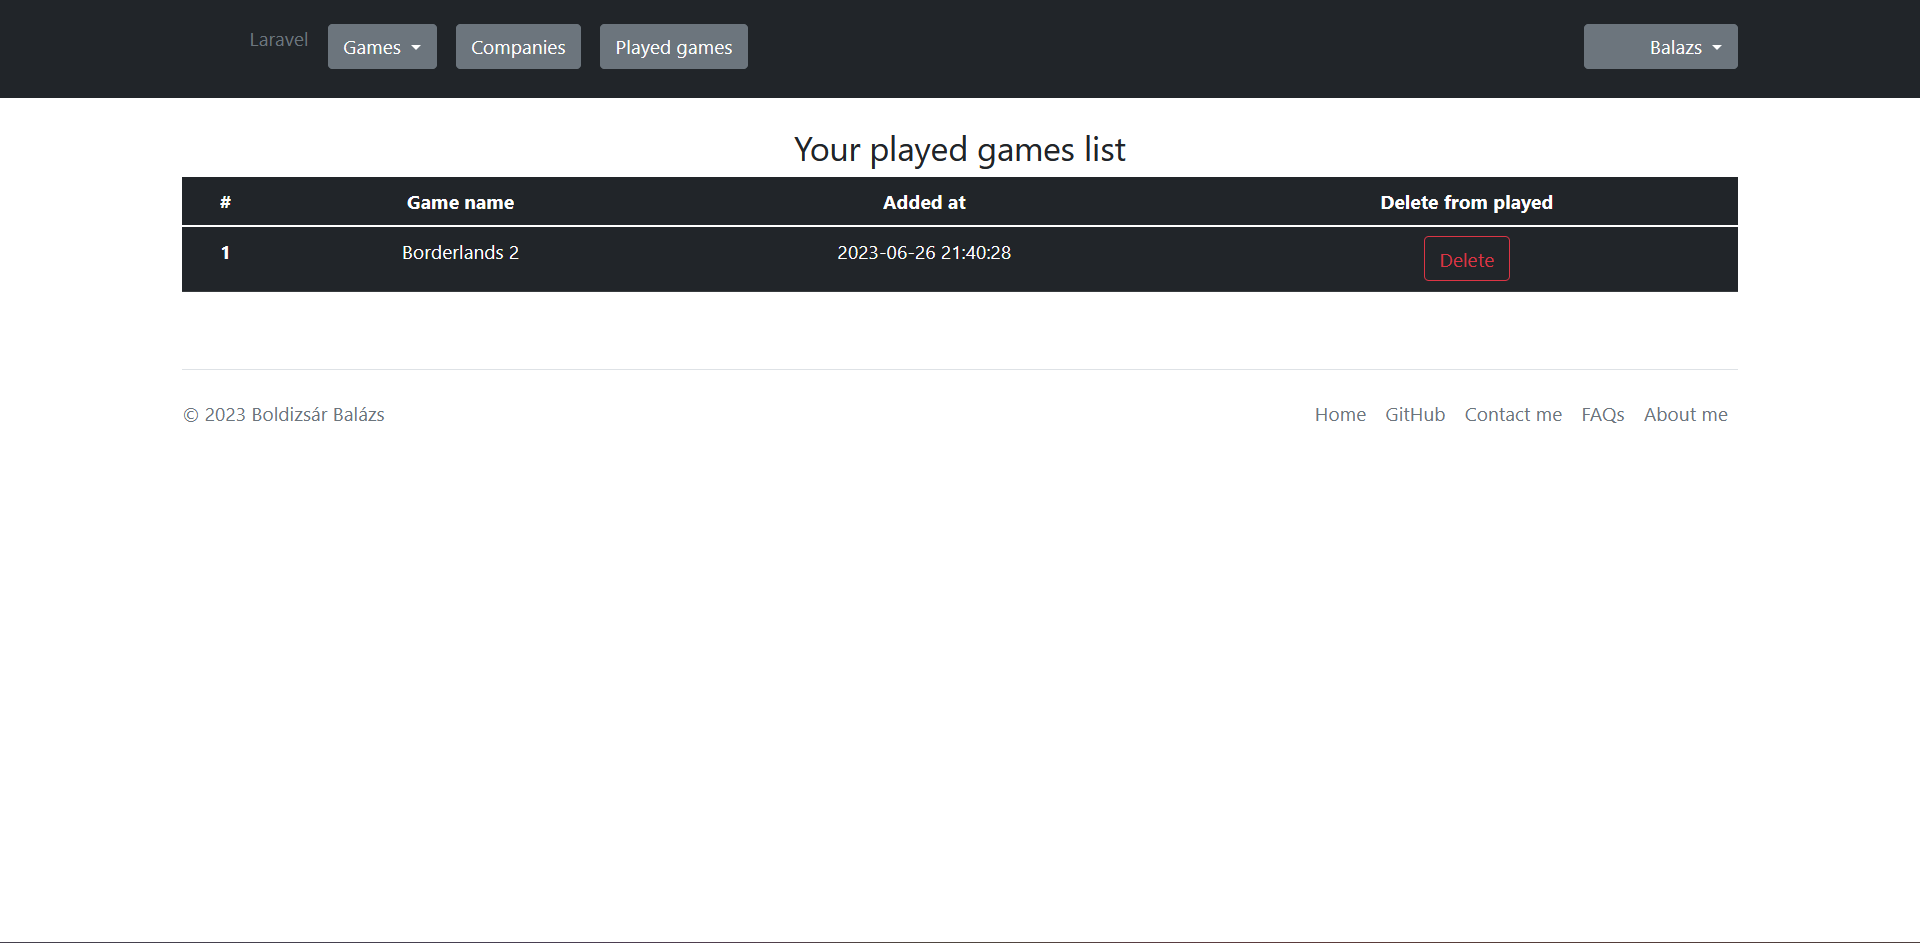 Laravel Games Companies Played games Balazs
Your played games list
# Game name Added at Delete from played
1 Borderlands 2 2023-06-26 21:40:28 Delete
© 2023 Boldizsár Balázs Home GitHub Contact me FAQs About me